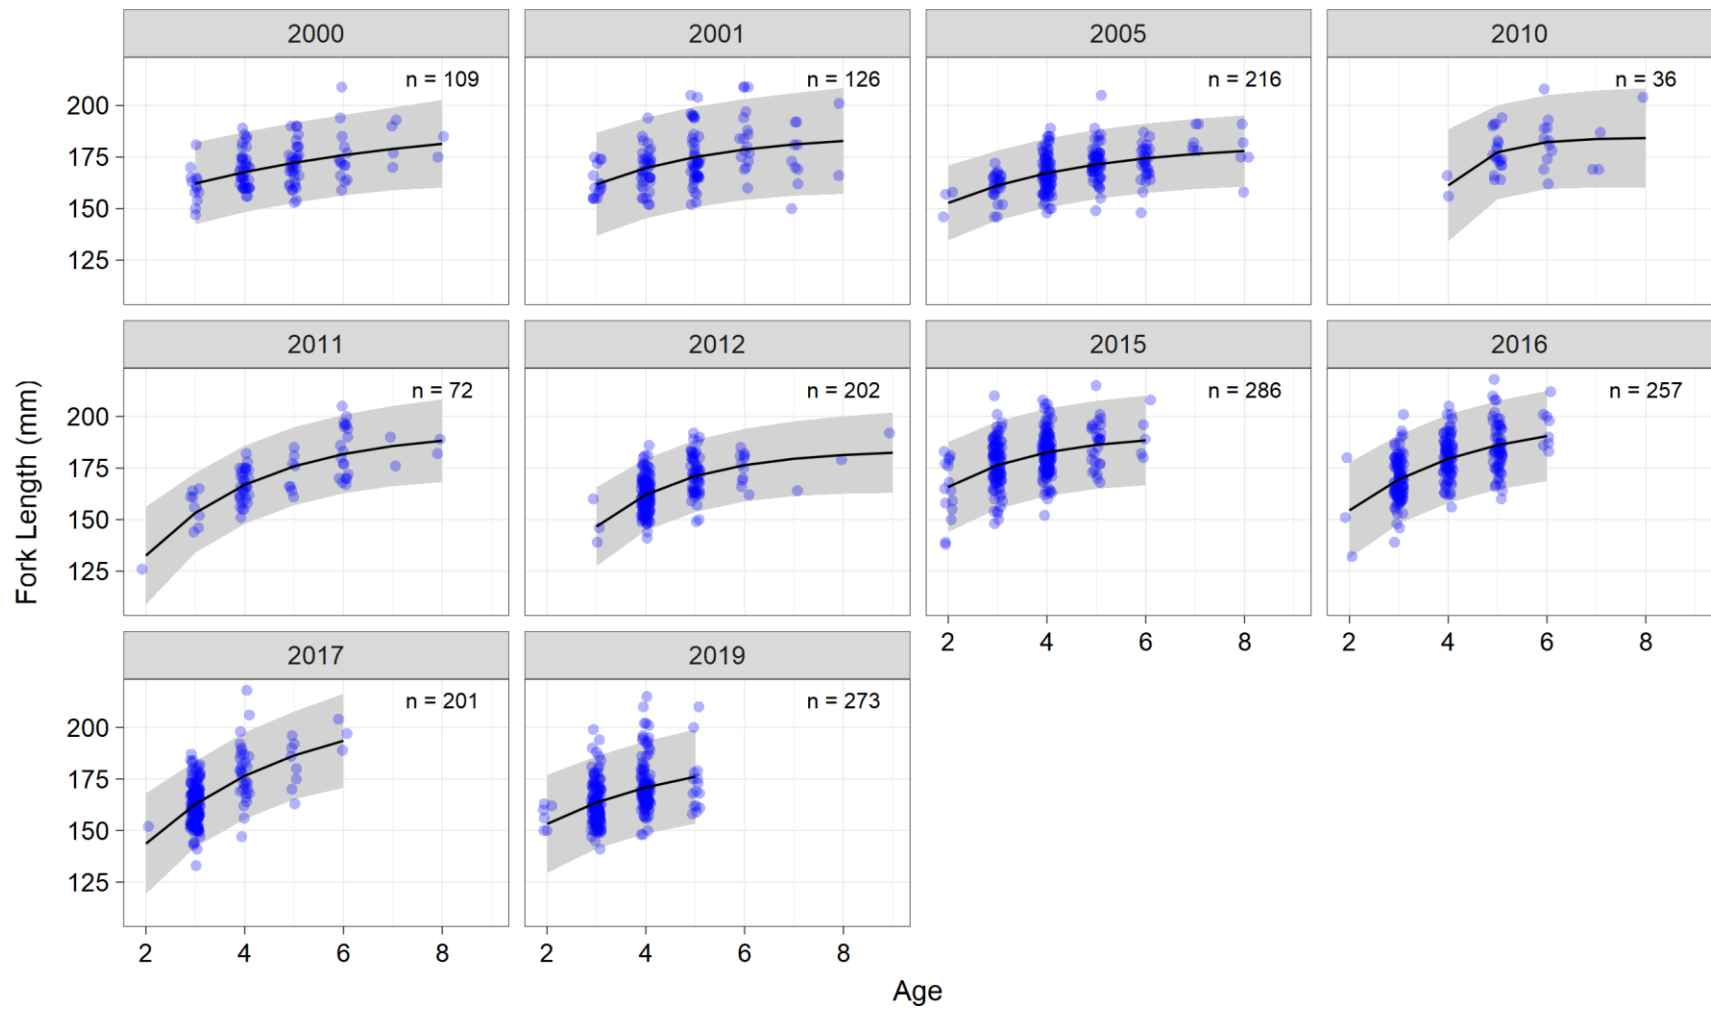 2000
2001
2005
2010
n = 109
n = 126
n = 216
n = 36
200
175
150
125
2011
2012
2015
2016
n = 72
n = 202
n = 286
n = 257
200
175
150
125
Fork Length (mm)
2 4 6 8
2 4 6 8
2017
2019
n = 201
n = 273
200
175
150
125
2 4 6 8
2 4 6 8
Age